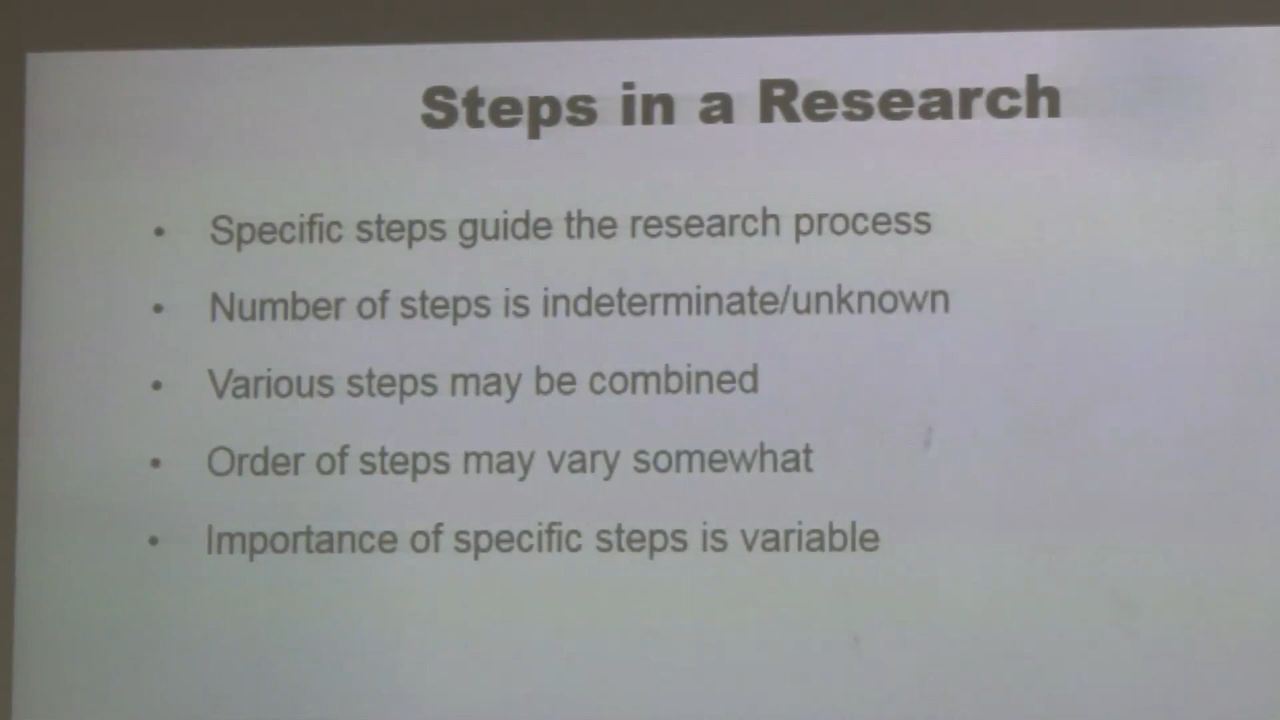 Steps in a Research
• Specific steps guide the research process
• Number of steps is indeterminate/unknown
• Various steps may be combined
• Order of steps may vary somewhat
• Importance of specific steps is variable